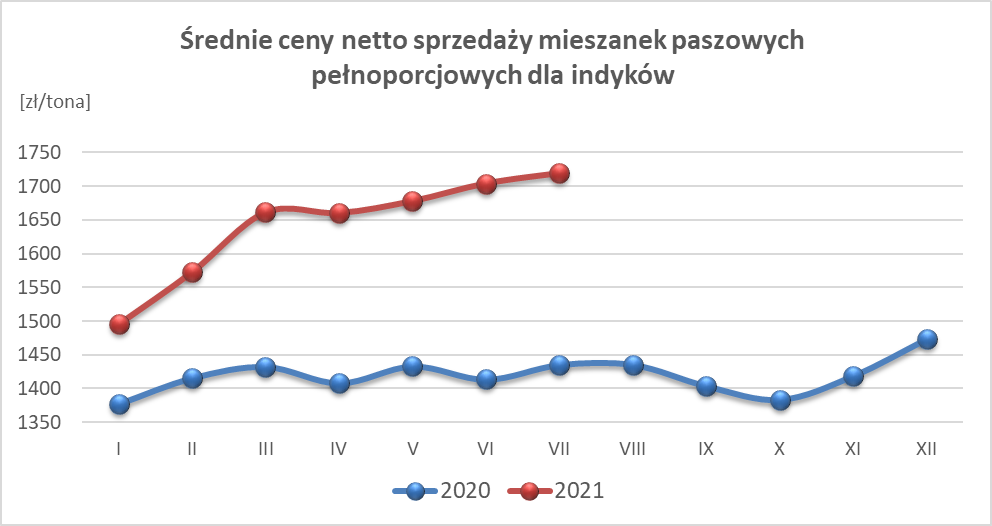 Średnie ceny netto sprzedaży mieszanek paszowych
pełnoporcjowych dla indyków
[zł/tona]
1750
1700
1650
1600
1550
1500
1450
1400
1350
I II III IV V VI VII VIII IX X XI XII
2020 2021